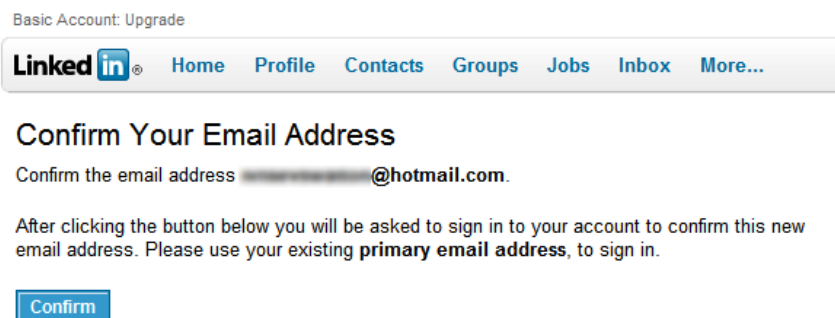 Basic Account: Upgrade
Linked in ® Home Profile Contacts Groups Jobs Inbox More...
Confirm Your Email Address
Confirm the email address @hotmail.com.
After clicking the button below you will be asked to sign in to your account to confirm this new
email address. Please use your existing primary email address, to sign in.
Confirm